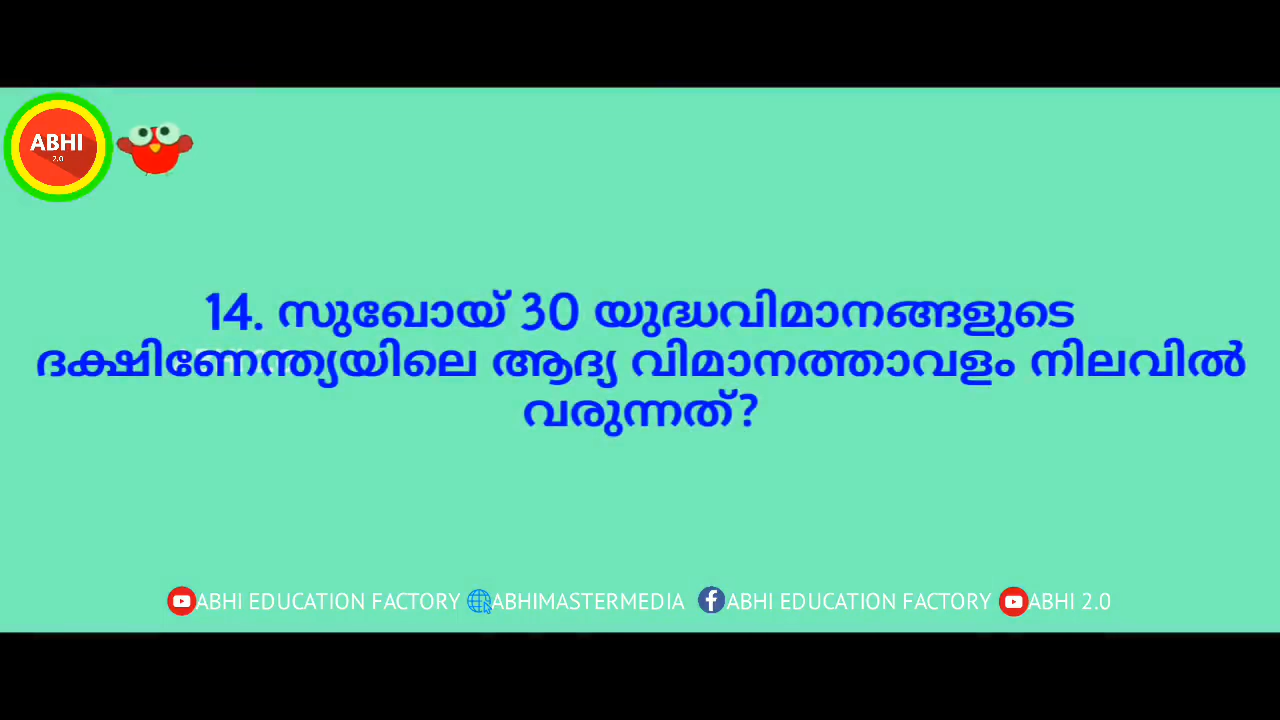 ABHI
2.0
14. സുഖോയ് 30 യുദ്ധവിമാനങ്ങളുടെ
ദക്ഷിണേന്ത്യയിലെ ആദ്യ വിമാനത്താവളം നിലവിൽ
വരുന്നത്?
ABHI EDUCATION FACTORY ABHIMASTERMEDIA ABHI EDUCATION FACTORY ABHI 2.0